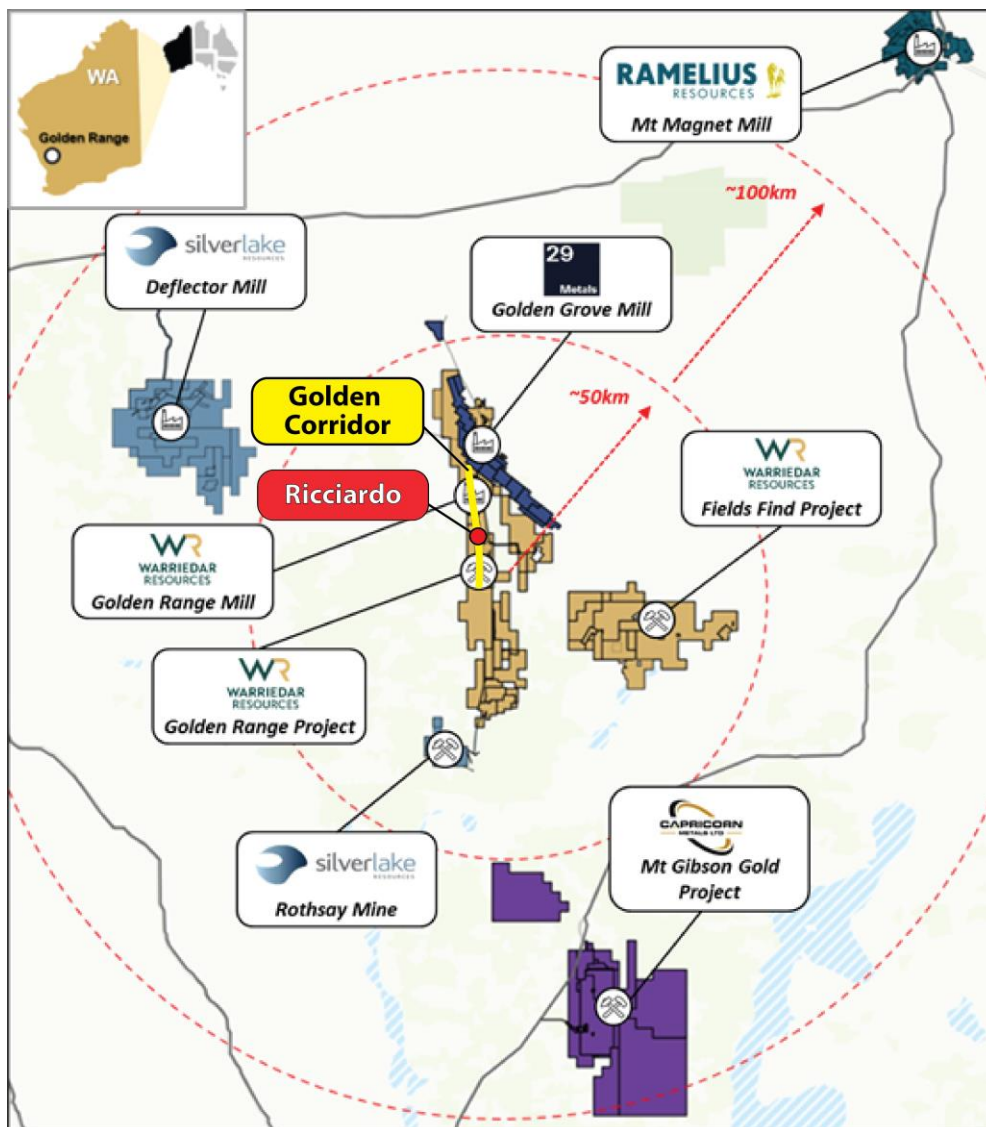 WA
Golden Range
RAMELIUS
RESOURCES
Mt Magnet Mill
~100km
silverlake
RESOURCES
Deflector Mill
29
Metals
Golden Grove Mill
~50km
Golden
Corridor
Ricciardo
WR
WARRIEDAR
RESOURCES
Fields Find Project
WR
WARRIEDAR
RESOURCES
Golden Range Mill
WR
WARRIEDAR
RESOURCES
Golden Range Project
silverlake
RESOURCES
Rothsay Mine
CAPRICORN
METALS LTD
Mt Gibson Gold
Project